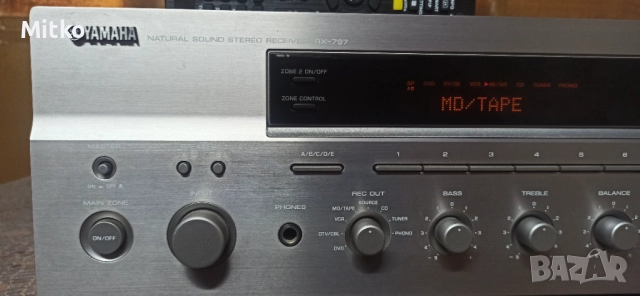 Mitko
YAMAHA
NATURAL SOUND STEREO RECEIVER RX-797
ZONE 2 ON/OFF
ZONE CONTROL
MD/TAPE
MASTER
ON OFF
MAIN ZONE
ON/OFF
INPUT
PHONES
A/B/C/D/E
1 2 3 4 5 6
REC OUT
SOURCE
MD/TAPE CD
VCR TUNER
DTV/CBL PHONO
DVD
BASS
TREBLE
BALANCE
BAZAR.BG